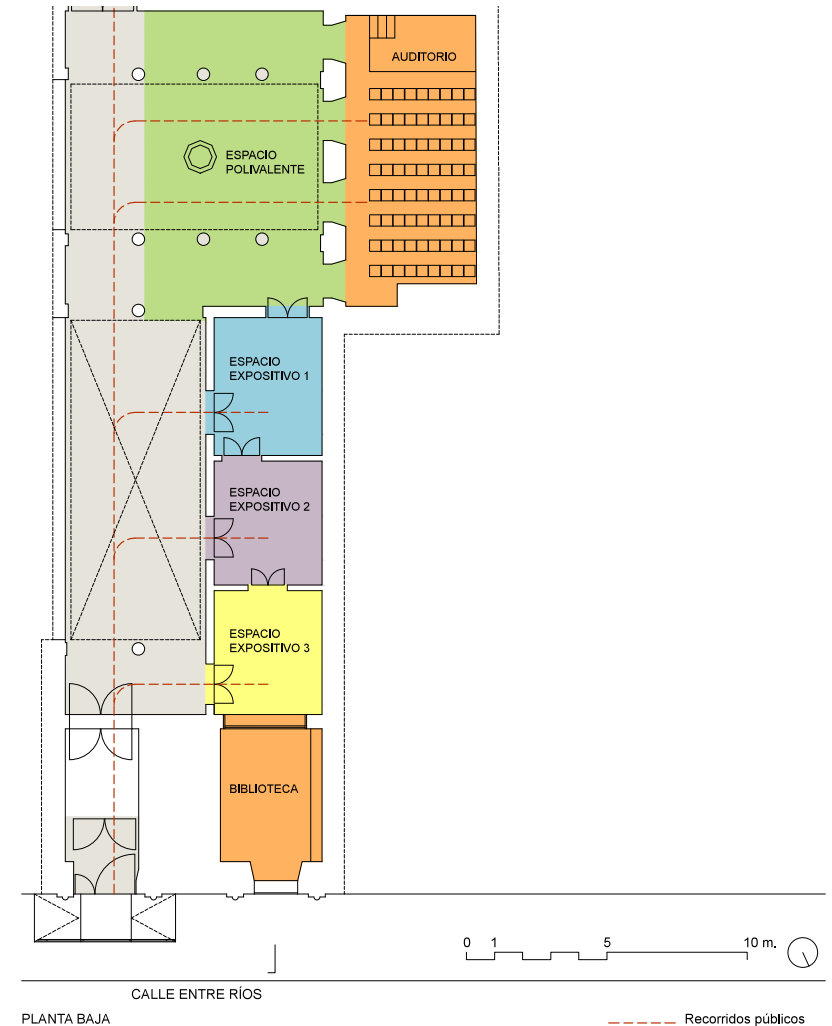 AUDITORIO
ESPACIO
POLIVALENTE
ESPACIO
EXPOSITIVO 1
ESPACIO
EXPOSITIVO 2
ESPACIO
EXPOSITIVO 3
BIBLIOTECA
0 1 5 10 m.
CALLE ENTRE RÍOS
PLANTA BAJA
Recorridos públicos